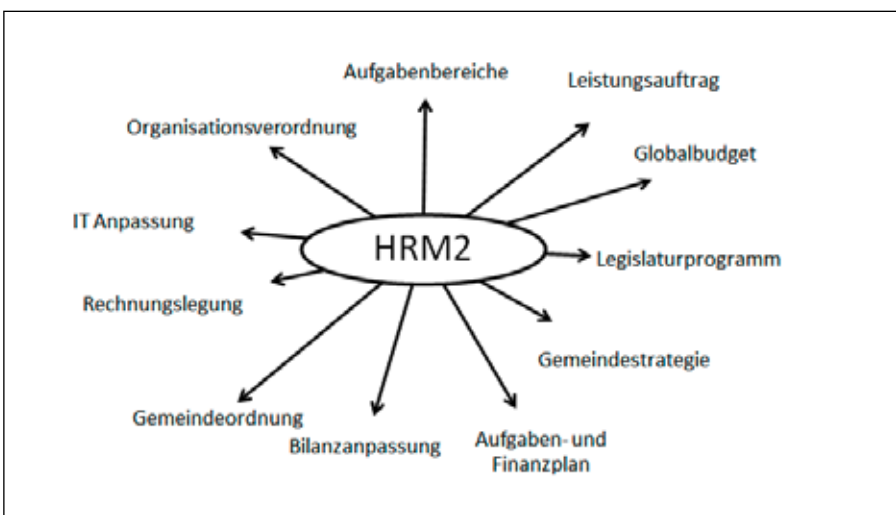 Aufgabenbereiche
Leistungsauftrag
Organisationsverordnung
Globalbudget
IT Anpassung
HRM2
Legislaturprogramm
Rechnungslegung
Gemeindestrategie
Gemeindeordnung
Bilanzanpassung
Aufgaben- und
Finanzplan